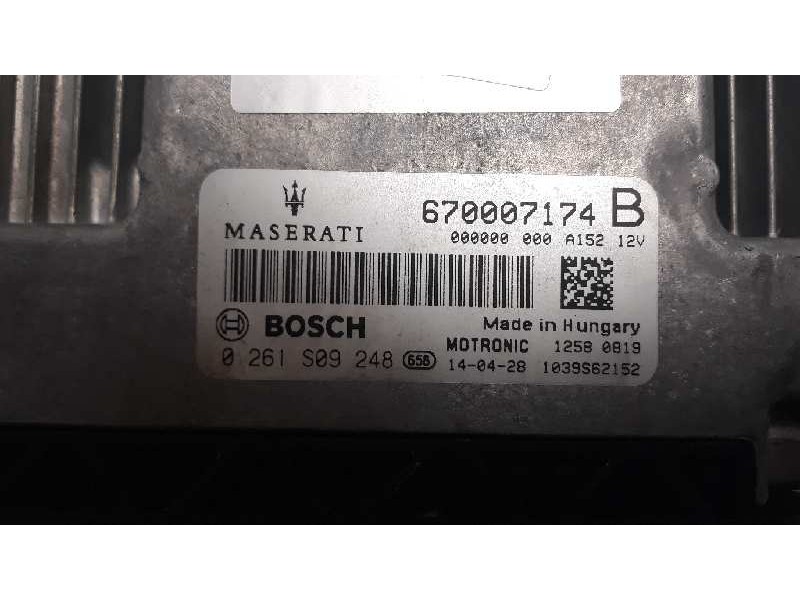 MASERATI
670007174 B
000000 000 A152 12V
BOSCH
Made in Hungary
MOTRONIC 1258 0819
0 261 S09 248 656 14-04-28 1039S62152